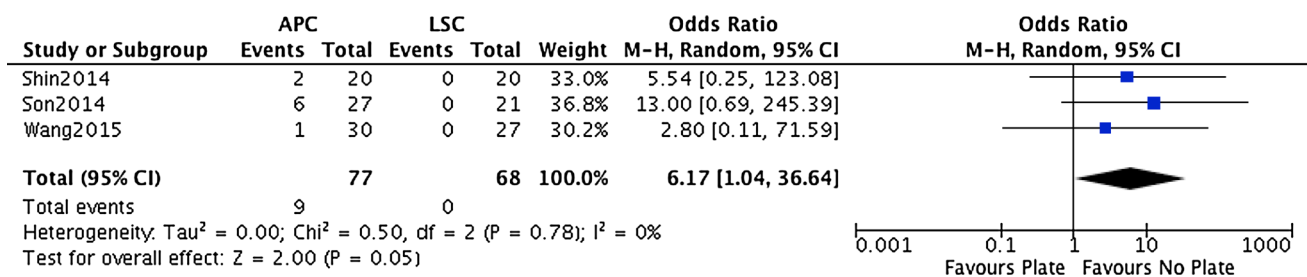 APC LSC Odds Ratio Odds Ratio
Study or Subgroup Events Total Events Total Weight M-H, Random, 95% CI M-H, Random, 95% CI
Shin2014 2 20 0 20 33.0% 5.54 [0.25, 123.08]
Son2014 6 27 0 21 36.8% 13.00 [0.69, 245.39]
Wang2015 1 30 0 27 30.2% 2.80 [0.11, 71.59]
Total (95% CI) 77 68 100.0% 6.17 [1.04, 36.64]
Total events 9 0
Heterogeneity: Tau² = 0.00; Chi² = 0.50, df = 2 (P = 0.78); I² = 0%
Test for overall effect: Z = 2.00 (P = 0.05)
0.001 0.1 1 10 1000
Favours Plate Favours No Plate